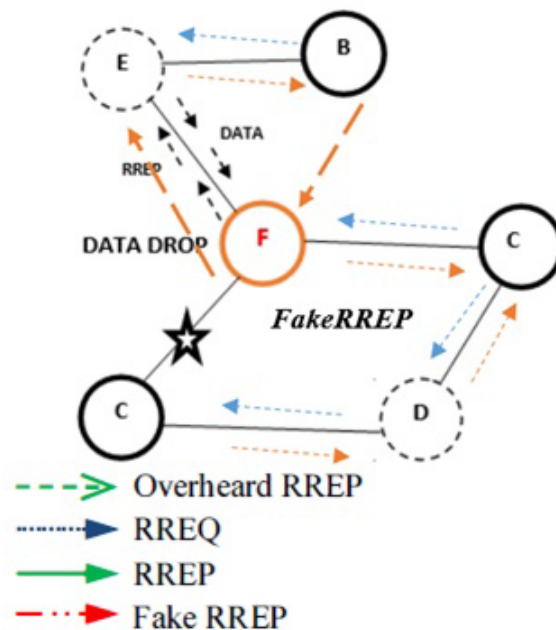 B
E
DATA
RREP
F
DATA DROP
C
FakeRREP
C
D
Overheard RREP
RREQ
RREP
Fake RREP